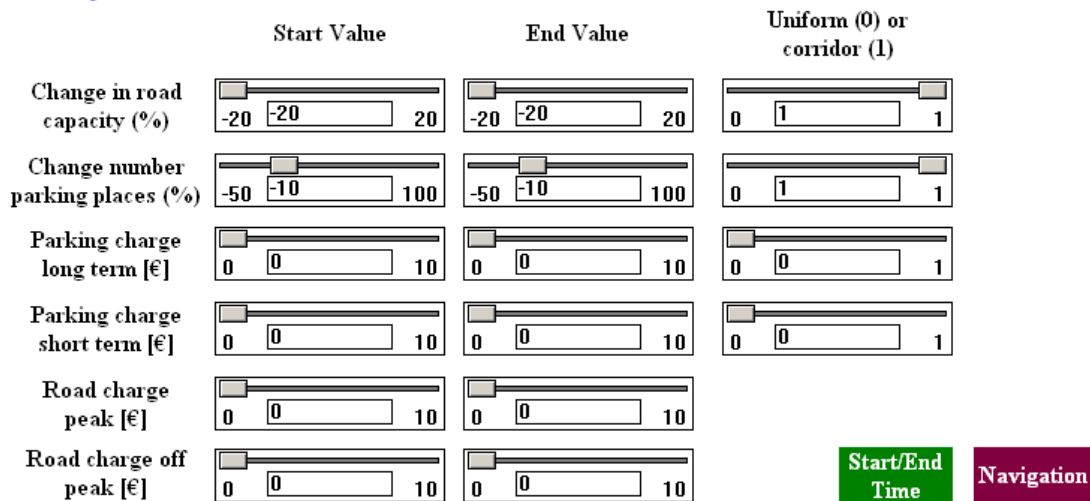 Start Value End Value Uniform (0) or
corridor (1)
Change in road
capacity (%)
-20 -20 20 -20 -20 20 0 1 1
Change number
parking places (%)
-50 -10 100 -50 -10 100 0 1 1
Parking charge
long term [€]
0 0 10 0 0 10 0 0 1
Parking charge
short term [€]
0 0 10 0 0 10 0 0 1
Road charge
peak [€]
0 0 10 0 0 10
Road charge off
peak [€]
0 0 10 0 0 10
Start/End
Time
Navigation